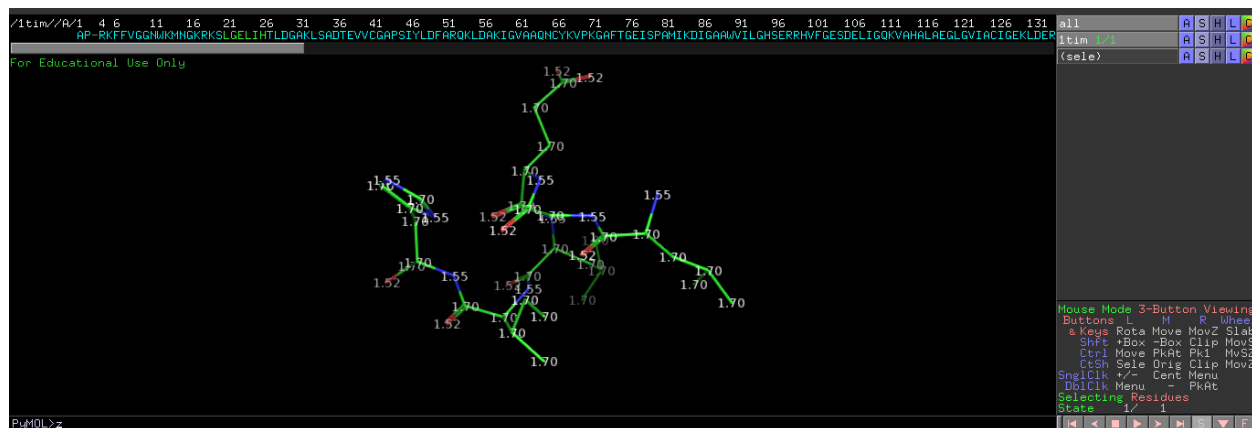 /1tim//A/1 4 6 11 16 21 26 31 36 41 46 51 56 61 66 71 76 81 86 91 96 101 106 111 116 121 126 131
AP-RKFFVGGNWKMNGKRKSLGELIHTLDGAKLSADTEVVCGAPSIYLDFARQKLDAKIGVAAQNCYKVPKGAFTGEISPAMIKDIGAAWVILGHSERRHVFGESDELIGQKVAHALAEGLGVIACIGEKLDER
For Educational Use Only
all A S H L C
1tim 1/1 A S H L C
(sele) A S H L C
1.52 1.52
1.70
1.70
1.70
1.70
1.55 1.55
1.70 1.70
1.55
1.70 1.55
1.70
1.52 1.70 1.70 1.55
1.52 1.70 1.70
1.70 1.70 1.52
1.52 1.70 1.55 1.70 1.70 1.70 1.70 1.70
1.52 1.55 1.70
1.70 1.70 1.70
1.52 1.70 1.70
1.70
1.70
Mouse Mode 3-Button Viewing
Buttons L M R Wheel
& Keys Rota Move MovZ Slab
Shft +Box -Box Clip MovS
Ctrl Move PkAt Pk1 MvSZ
CtSh Sele Orig Clip MovZ
SnglClk +/- Cent Menu
DblClk Menu - PkAt
Selecting Residues
State 1/ 1
PyMOL>z
S F